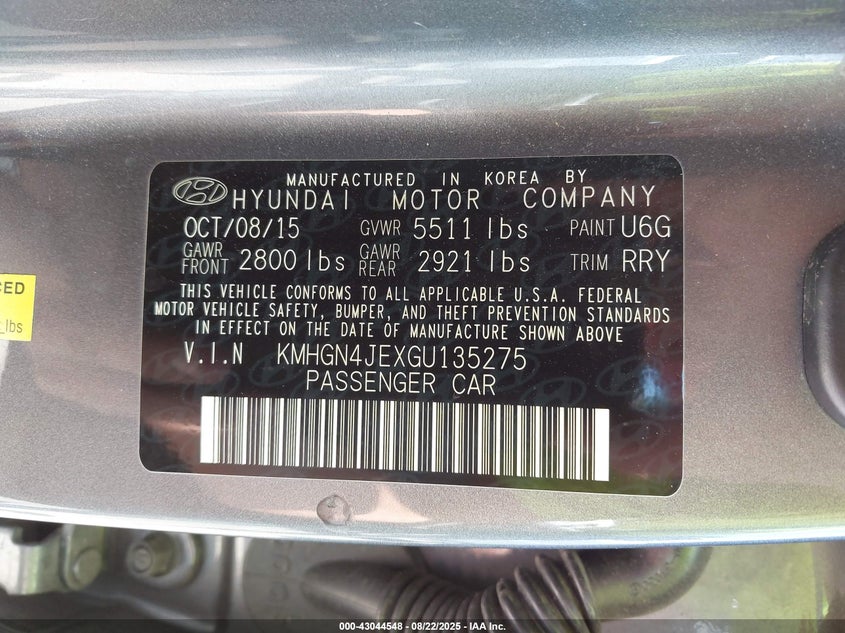 MANUFACTURED IN KOREA BY
HYUNDAI MOTOR COMPANY
OCT/08/15 GVWR 5511 lbs PAINT U6G
GAWR FRONT 2800 lbs GAWR REAR 2921 lbs TRIM RRY
THIS VEHICLE CONFORMS TO ALL APPLICABLE U.S.A. FEDERAL
MOTOR VEHICLE SAFETY, BUMPER, AND THEFT PREVENTION STANDARDS
IN EFFECT ON THE DATE OF MANUFACTURE SHOWN ABOVE
V.I.N KMHGN4JEXGU135275
PASSENGER CAR
CED
lbs
000-43044548 - 08/22/2025 - IAA Inc.